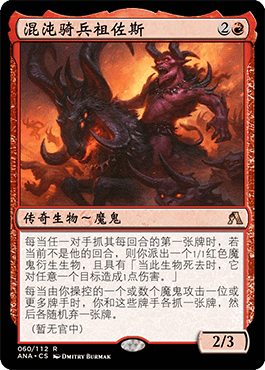 混沌骑兵祖佐斯 2
传奇生物～魔鬼
每当任一对手抓其每回合的第一张牌时，若
当前不是他的回合，则你派出一个1/1红色魔
鬼衍生生物，且具有「当此生物死去时，它
对任意一个目标造成1点伤害。」
每当由你操控的一个或数个魔鬼攻击一位或
更多牌手时，你和这些牌手各抓一张牌，然
后各随机弃一张牌。
（暂无官中）
060/112 R
ANA • CS DMITRY BURMAK
2/3